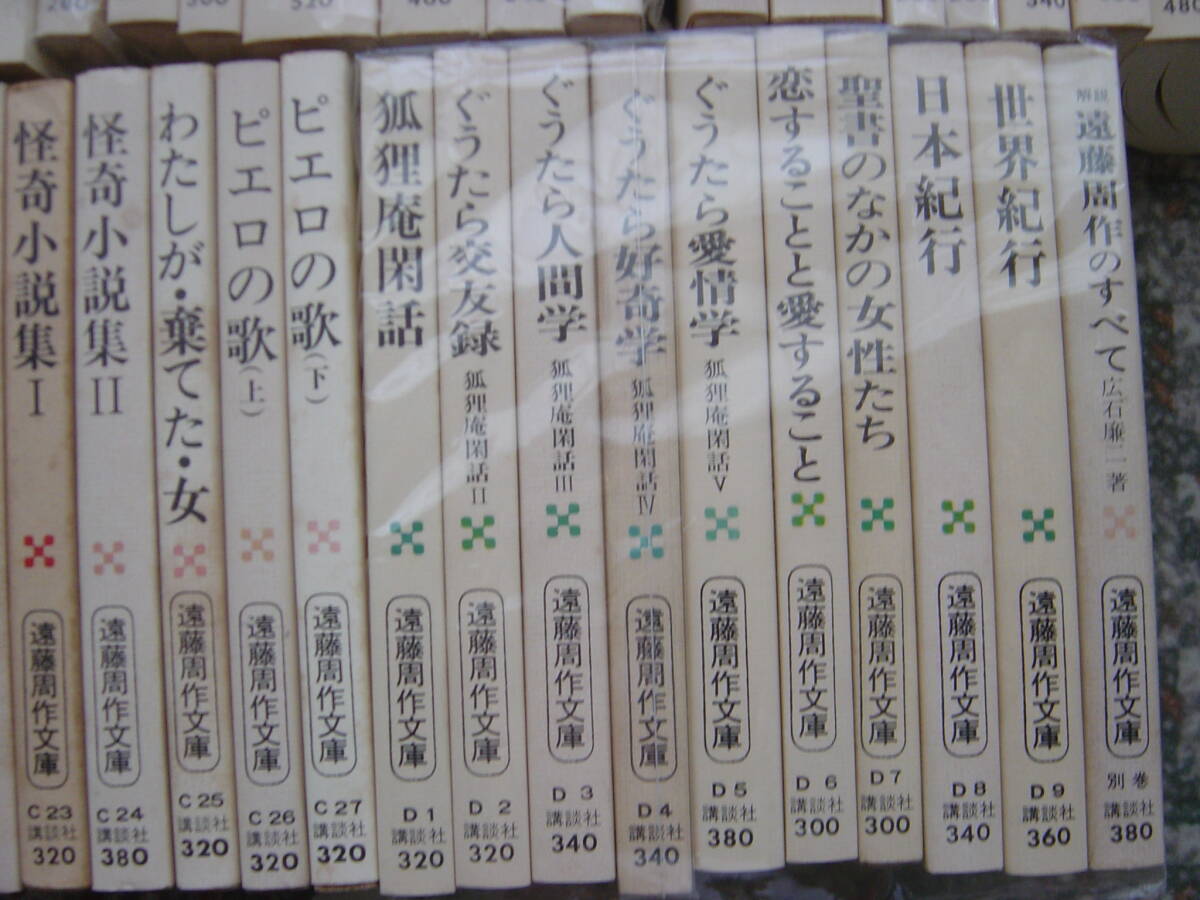 320
400
340
480
怪奇小説集 I
遠藤周作文庫
C23
講談社
320
怪奇小説集 II
遠藤周作文庫
C24
講談社
380
わたしが・棄てた・女
遠藤周作文庫
C25
講談社
320
ピエロの歌(上)
遠藤周作文庫
C26
講談社
320
ピエロの歌(下)
遠藤周作文庫
C27
講談社
320
狐狸庵閑話
遠藤周作文庫
D1
講談社
320
ぐうたら交友録 狐狸庵閑話II
遠藤周作文庫
D 2
講談社
320
ぐうたら人間学 狐狸庵閑話III
遠藤周作文庫
D 3
講談社
340
ぐうたら好奇学 狐狸庵閑話IV
遠藤周作文庫
D4
講談社
340
ぐうたら愛情学 狐狸庵閑話V
遠藤周作文庫
D5
講談社
380
恋することと愛すること
遠藤周作文庫
D 6
講談社
300
聖書のなかの女性たち
遠藤周作文庫
D7
講談社
300
日本紀行
遠藤周作文庫
D8
講談社
340
世界紀行
遠藤周作文庫
D9
講談社
360
解説 遠藤周作のすべて 広石廉二著
遠藤周作文庫
別巻
講談社
380